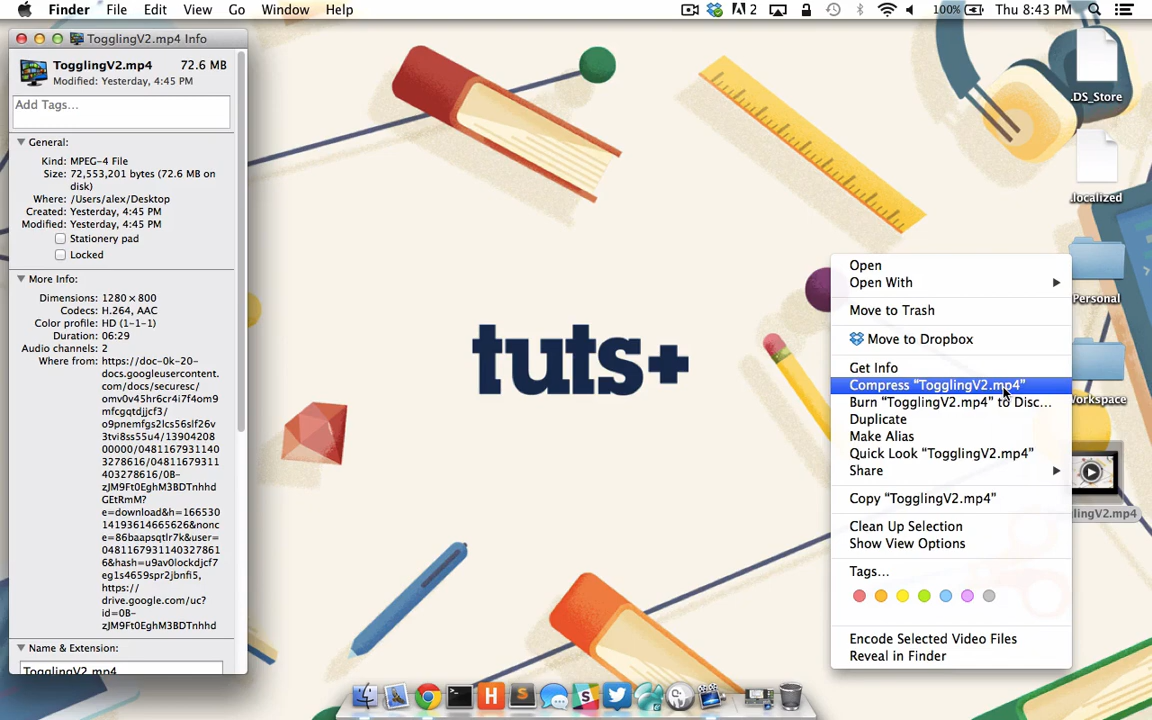 Finder File Edit View Go Window Help
2
100%
Thu 8:43 PM
TogglingV2.mp4 Info
TogglingV2.mp4 72.6 MB
Modified: Yesterday, 4:45 PM
Add Tags...
General:
Kind: MPEG-4 File
Size: 72,553,201 bytes (72.6 MB on
disk)
Where: /Users/alex/Desktop
Created: Yesterday, 4:45 PM
Modified: Yesterday, 4:45 PM
Stationery pad
Locked
More Info:
Dimensions: 1280 × 800
Codecs: H.264, AAC
Color profile: HD (1-1-1)
Duration: 06:29
Audio channels: 2
Where from: https://doc-0k-20-
docs.googleusercontent.
com/docs/securesc/
omv0v45hr6cr4i7f4om9
mfcgqtdjjcf3/
o9pnemfgs2lcs56slf26v
3tvi8ss55u4/13904208
00000/0481167931140
3278616/04811679311
403278616/0B-
zJM9Ft0EghM3BDTnhhd
GEtRmM?
e=download&h=166530
14193614665626&nonc
e=86baapsqtlr7k&user=
0481167931140327861
6&hash=u9av0lockdjcf7
eg1s4659spr2jbnfi5,
https://
drive.google.com/uc?
id=0B-
zJM9Ft0EghM3BDTnhhd
Name & Extension:
TogglingV2.mp4
tuts+
.DS_Store
.localized
Personal
Workspace
lingV2.mp4
Open
Open With
Move to Trash
Move to Dropbox
Get Info
Compress “TogglingV2.mp4”
Burn “TogglingV2.mp4” to Disc...
Duplicate
Make Alias
Quick Look “TogglingV2.mp4”
Share
Copy “TogglingV2.mp4”
Clean Up Selection
Show View Options
Tags...
Encode Selected Video Files
Reveal in Finder